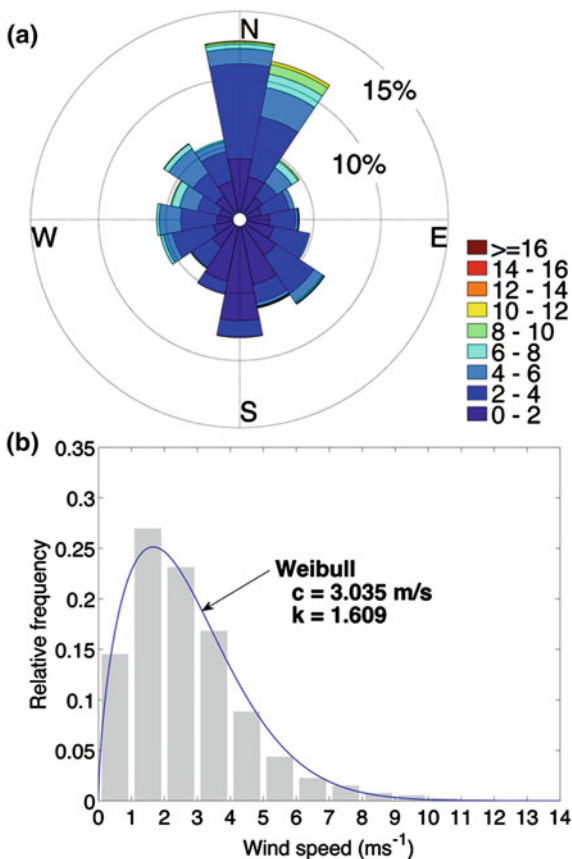 (a)
N
15%
10%
W
E
S
>=16
14 - 16
12 - 14
10 - 12
8 - 10
6 - 8
4 - 6
2 - 4
0 - 2
(b)
0.35
0.3
0.25
0.2
0.15
0.1
0.05
0
Relative frequency
Weibull
c = 3.035 m/s
k = 1.609
0 1 2 3 4 5 6 7 8 9 10 11 12 13 14
Wind speed (ms⁻¹)